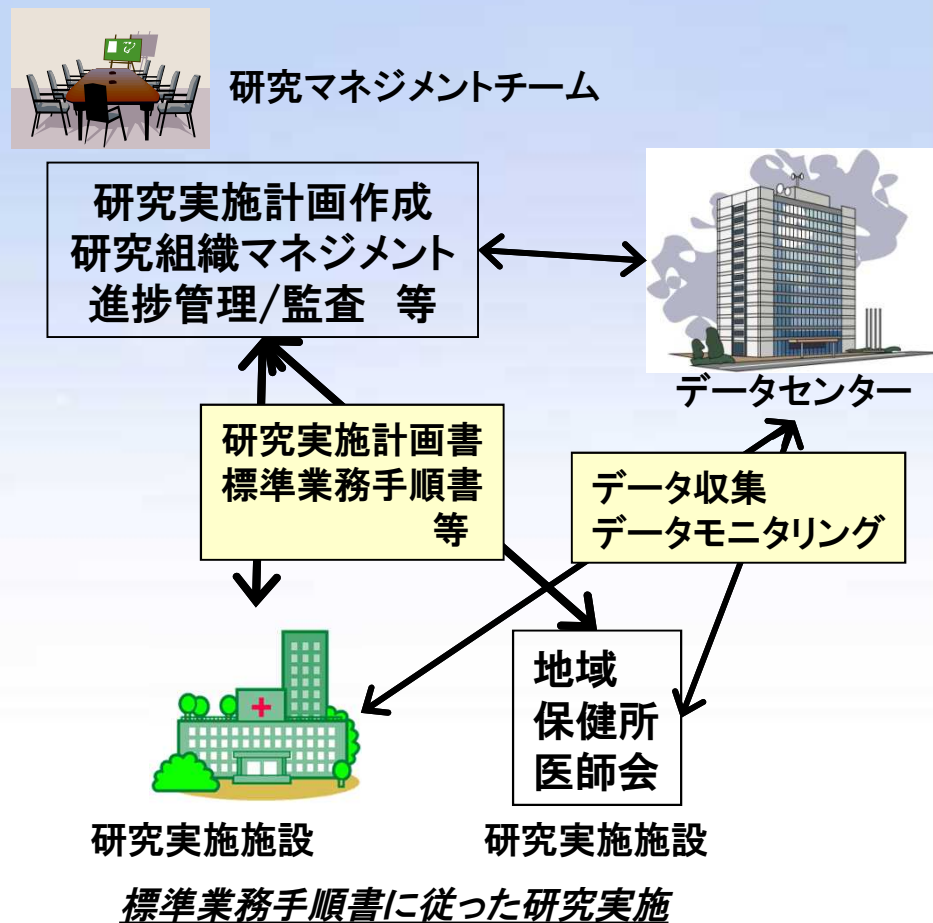 研究マネジメントチーム
研究実施計画作成
研究組織マネジメント
進捗管理/監査 等
データセンター
研究実施計画書
標準業務手順書
等
データ収集
データモニタリング
地域
保健所
医師会
研究実施施設
研究実施施設
標準業務手順書に従った研究実施